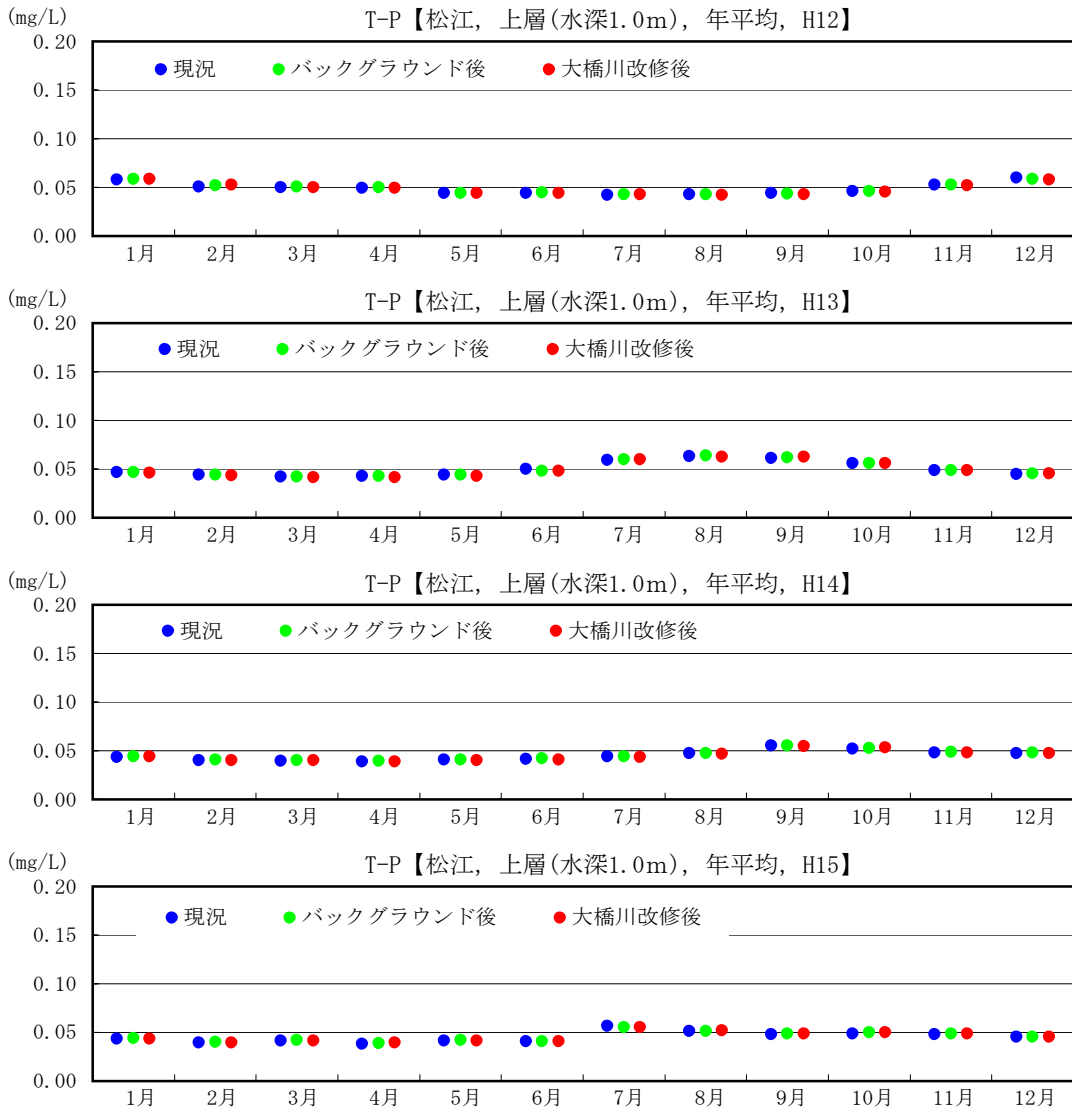 (mg/L)
T-P【松江, 上層(水深1.0m), 年平均, H12】
0.20
現況 バックグラウンド後 大橋川改修後
0.15
0.10
0.05
0.00
1月 2月 3月 4月 5月 6月 7月 8月 9月 10月 11月 12月
(mg/L)
T-P【松江, 上層(水深1.0m), 年平均, H13】
0.20
現況 バックグラウンド後 大橋川改修後
0.15
0.10
0.05
0.00
1月 2月 3月 4月 5月 6月 7月 8月 9月 10月 11月 12月
(mg/L)
T-P【松江, 上層(水深1.0m), 年平均, H14】
0.20
現況 バックグラウンド後 大橋川改修後
0.15
0.10
0.05
0.00
1月 2月 3月 4月 5月 6月 7月 8月 9月 10月 11月 12月
(mg/L)
T-P【松江, 上層(水深1.0m), 年平均, H15】
0.20
現況 バックグラウンド後 大橋川改修後
0.15
0.10
0.05
0.00
1月 2月 3月 4月 5月 6月 7月 8月 9月 10月 11月 12月